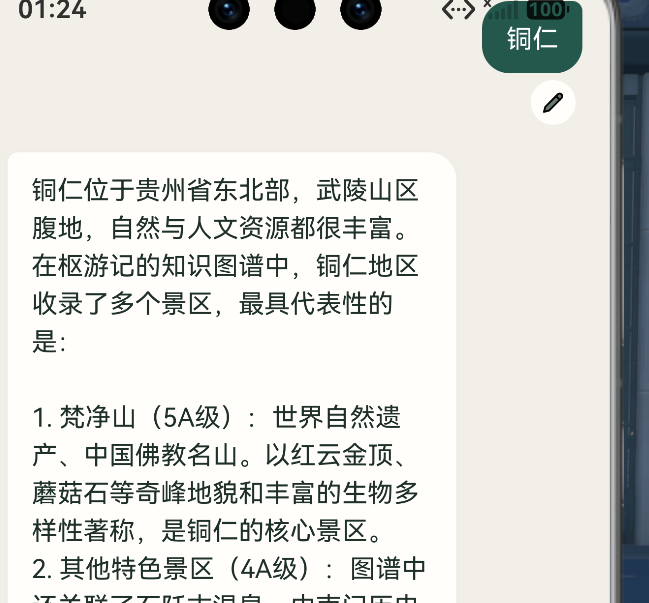 01:24
100
铜仁
铜仁位于贵州省东北部，武陵山区
腹地，自然与人文资源都很丰富。
在枢游记的知识图谱中，铜仁地区
收录了多个景区，最具代表性的
是：
1. 梵净山（5A级）：世界自然遗
产、中国佛教名山。以红云金顶、
蘑菇石等奇峰地貌和丰富的生物多
样性著称，是铜仁的核心景区。
2. 其他特色景区（4A级）：图谱中